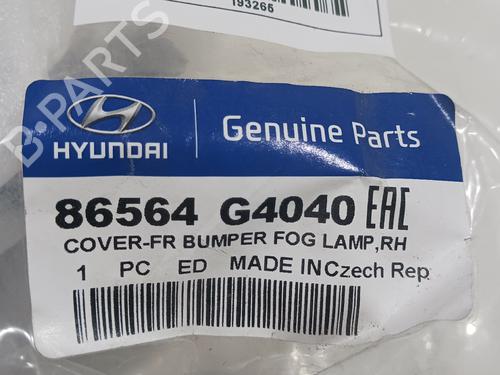 193265
B-PARTS
HYUNDAI
Genuine Parts
86564 G4040 EAC
COVER-FR BUMPER FOG LAMP,RH
1 PC ED MADE INCzech Rep